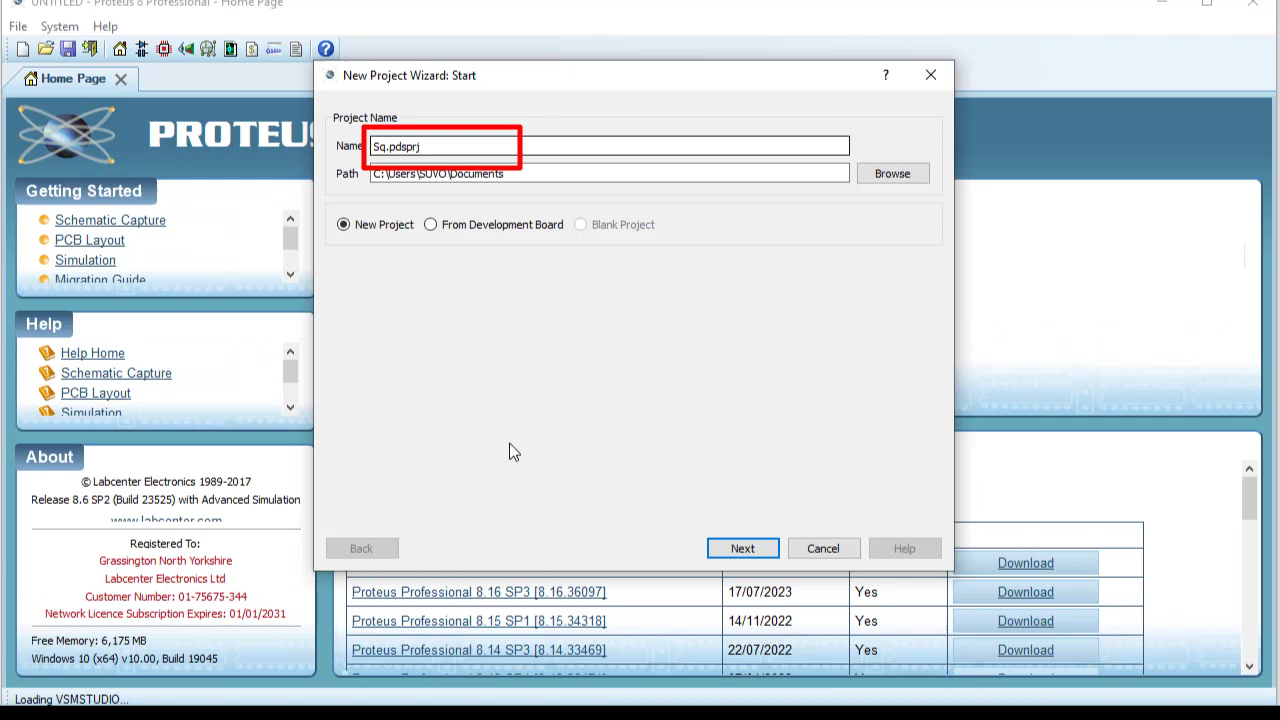 UNTITLED - Proteus 8 Professional - Home Page
File System Help
Home Page
PROTEUS
Getting Started
Schematic Capture
PCB Layout
Simulation
Migration Guide
Help
Help Home
Schematic Capture
PCB Layout
Simulation
About
© Labcenter Electronics 1989-2017
Release 8.6 SP2 (Build 23525) with Advanced Simulation
www.labcenter.com
Registered To:
Grassington North Yorkshire
Labcenter Electronics Ltd
Customer Number: 01-75675-344
Network Licence Subscription Expires: 01/01/2031
Free Memory: 6,175 MB
Windows 10 (x64) v10.00, Build 19045
New Project Wizard: Start
Project Name
Name Sq.pdsprj
Path C:\Users\SUVO\Documents Browse
New Project From Development Board Blank Project
Back Next Cancel Help
Download
Proteus Professional 8.16 SP3 [8.16.36097] 17/07/2023 Yes Download
Proteus Professional 8.15 SP1 [8.15.34318] 14/11/2022 Yes Download
Proteus Professional 8.14 SP3 [8.14.33469] 22/07/2022 Yes Download
Loading VSMSTUDIO...